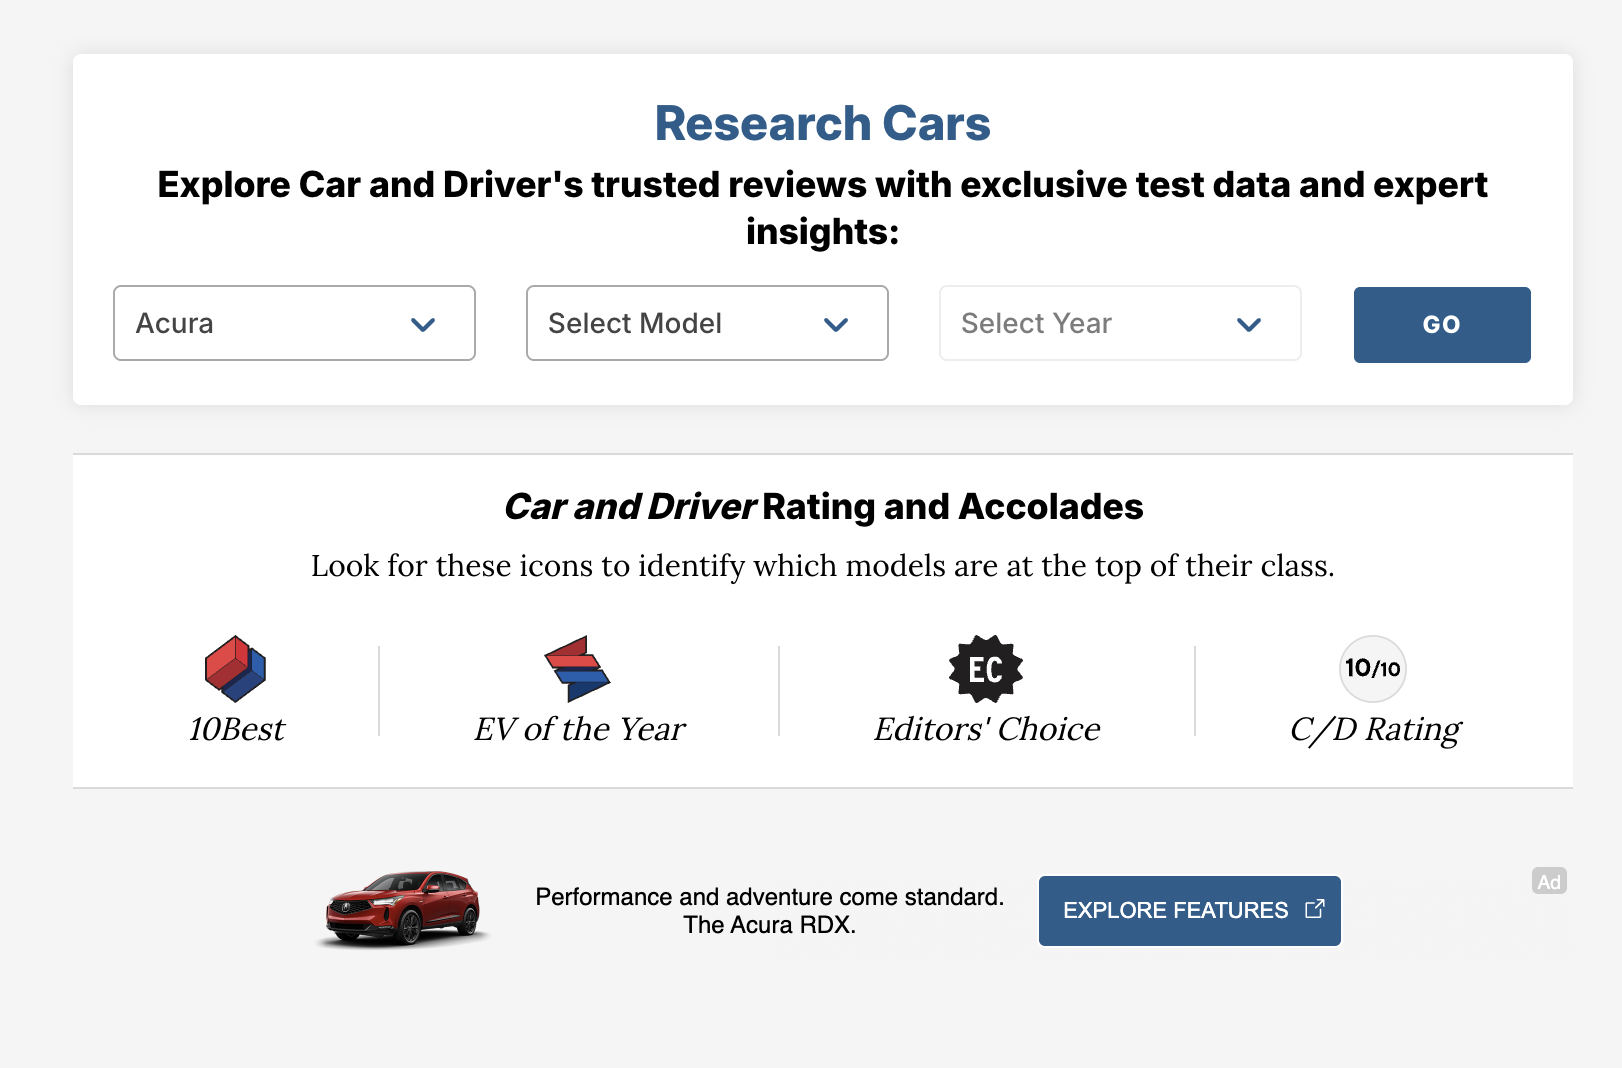 Research Cars
Explore Car and Driver's trusted reviews with exclusive test data and expert
insights:
Acura
Select Model
Select Year
GO
Car and Driver Rating and Accolades
Look for these icons to identify which models are at the top of their class.
10Best
EV of the Year
EC
Editors' Choice
10/10
C/D Rating
Performance and adventure come standard.
The Acura RDX.
EXPLORE FEATURES
Ad